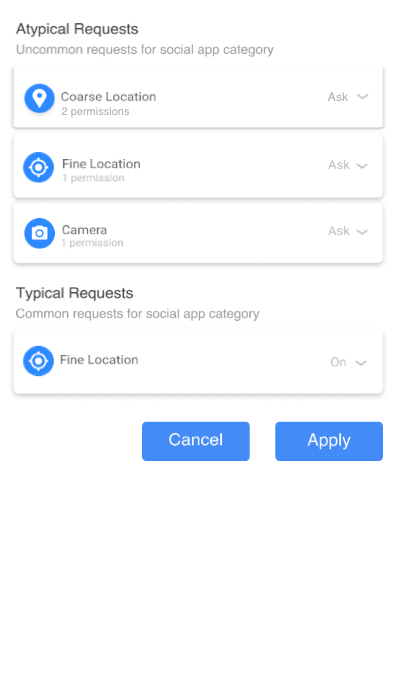 Atypical Requests
Uncommon requests for social app category
Coarse Location
Ask
2 permissions
Fine Location
Ask
1 permission
Camera
Ask
1 permission
Typical Requests
Common requests for social app category
Fine Location
On
Cancel
Apply